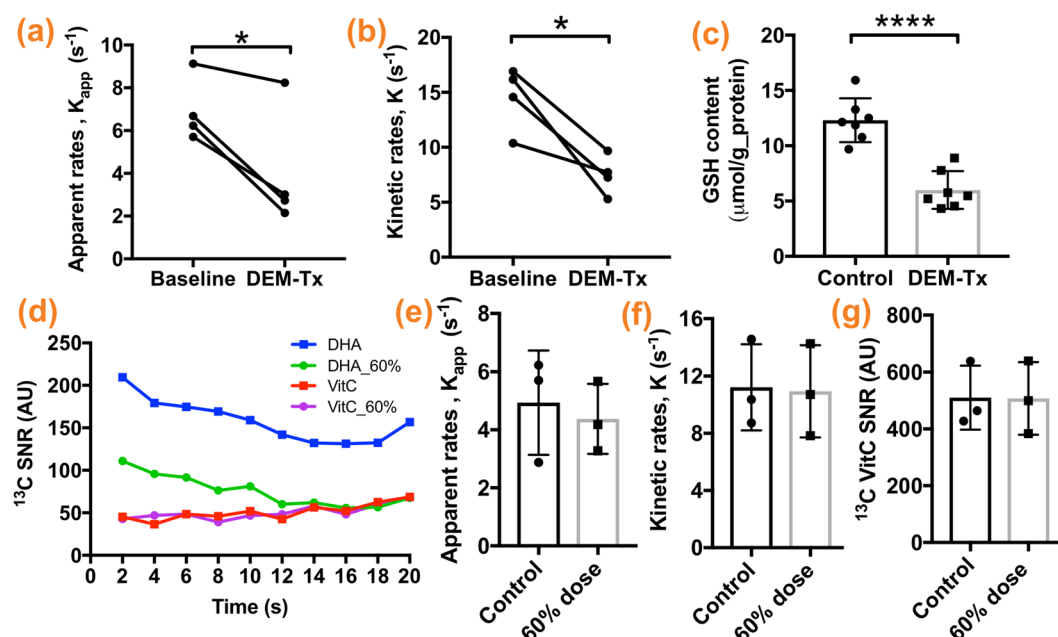 (a)
*
Apparent rates , Kapp (s-1)
10
8
6
4
2
0
Baseline DEM-Tx
(b)
*
Kinetic rates, K (s-1)
20
15
10
5
0
Baseline DEM-Tx
(c)
****
GSH content
(μmol/g_protein)
20
15
10
5
0
Control DEM-Tx
(d)
13C SNR (AU)
250
200
150
100
50
0
DHA
DHA_60%
VitC
VitC_60%
0 2 4 6 8 10 12 14 16 18 20
Time (s)
(e)
Apparent rates , Kapp (s-1)
8
6
4
2
0
Control
60% dose
(f)
Kinetic rates, K (s-1)
16
12
8
4
0
Control
60% dose
(g)
13C VitC SNR (AU)
800
600
400
200
0
Control
60% dose